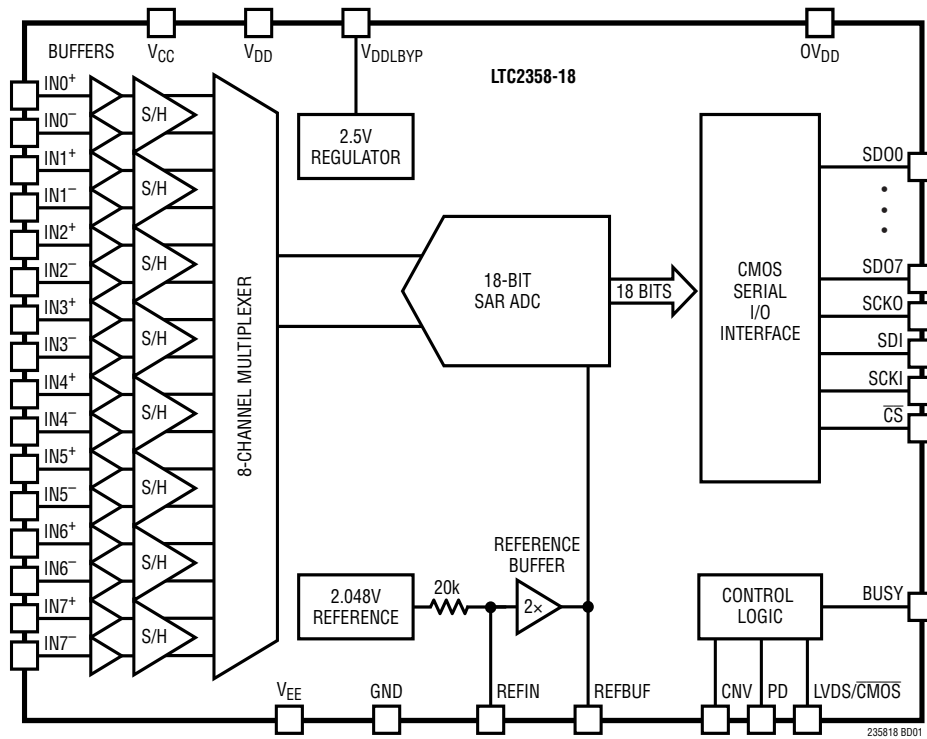 BUFFERS
VCC
VDD
VDDLBYP
OVDD
LTC2358-18
IN0+
IN0–
IN1+
IN1–
IN2+
IN2–
IN3+
IN3–
IN4+
IN4–
IN5+
IN5–
IN6+
IN6–
IN7+
IN7–
S/H
S/H
S/H
S/H
S/H
S/H
S/H
S/H
8-CHANNEL MULTIPLEXER
2.5V
REGULATOR
18-BIT
SAR ADC
18 BITS
CMOS
SERIAL
I/O
INTERFACE
SDO0
SDO7
SCKO
SDI
SCKI
CS
2.048V
REFERENCE
20k
REFERENCE
BUFFER
2×
CONTROL
LOGIC
BUSY
VEE
GND
REFIN
REFBUF
CNV
PD
LVDS/CMOS
235818 BD01